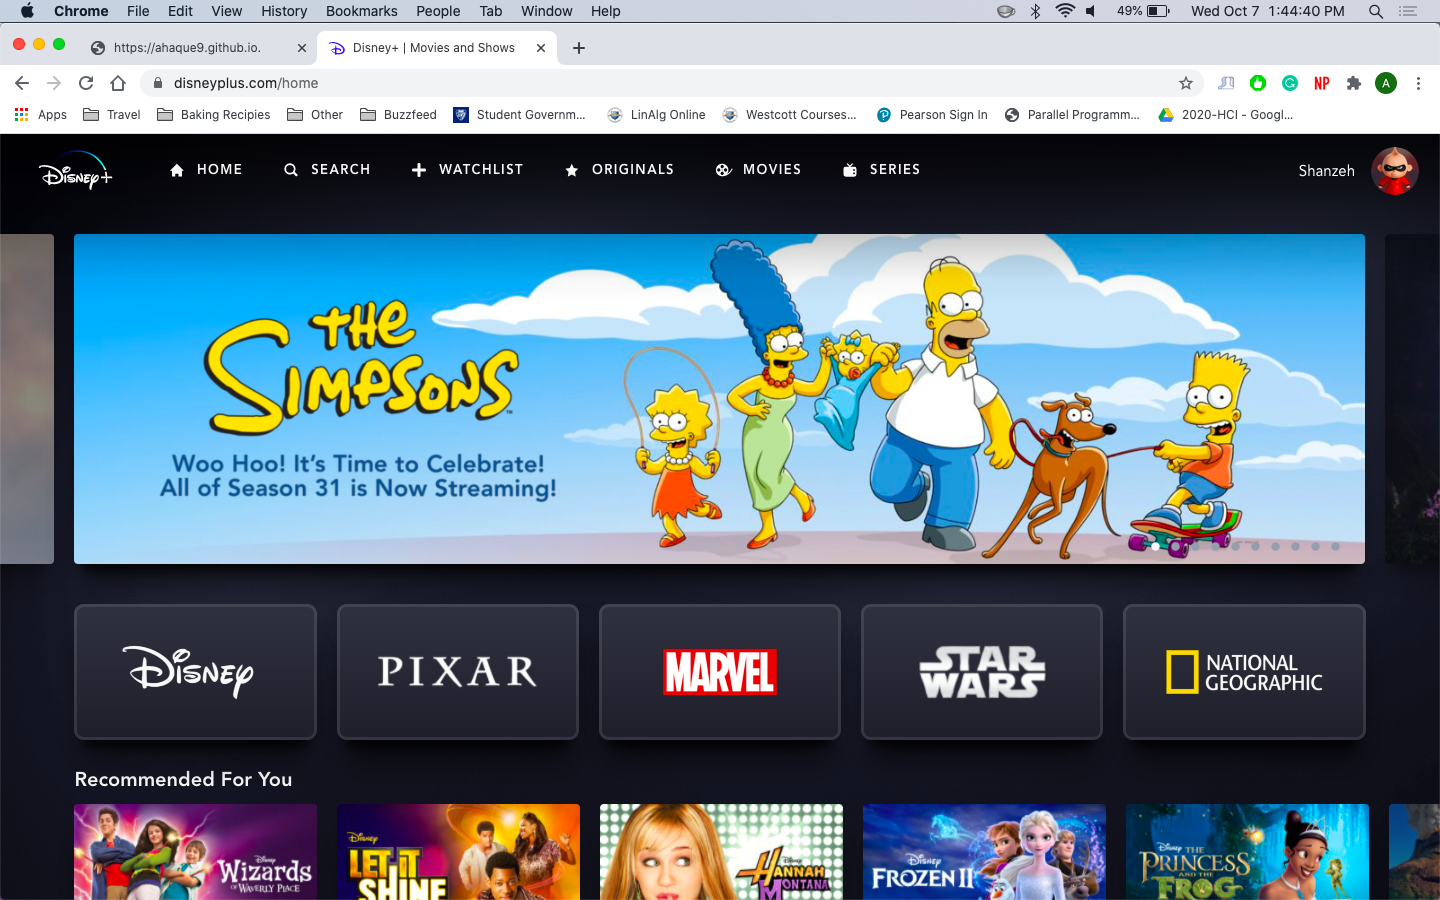 Chrome File Edit View History Bookmarks People Tab Window Help 49% Wed Oct 7 1:44:40 PM
https://ahaque9.github.io. Disney+ | Movies and Shows
disneyplus.com/home NP A
Apps Travel Baking Recipies Other Buzzfeed Student Governm... LinAlg Online Westcott Courses... Pearson Sign In Parallel Programm... 2020-HCI - Googl...
Disney+ HOME SEARCH WATCHLIST ORIGINALS MOVIES SERIES Shanzeh
THE
SIMPSONS™
Woo Hoo! It's Time to Celebrate!
All of Season 31 is Now Streaming!
Disney PIXAR MARVEL STAR WARS NATIONAL GEOGRAPHIC
Recommended For You
Disney
Wizards
OF WAVERLY PLACE
Disney
LET IT
SHINE
Disney
HANNAH
MONTANA
Disney
FROZEN II
Disney THE
PRINCESS
AND THE
FROG